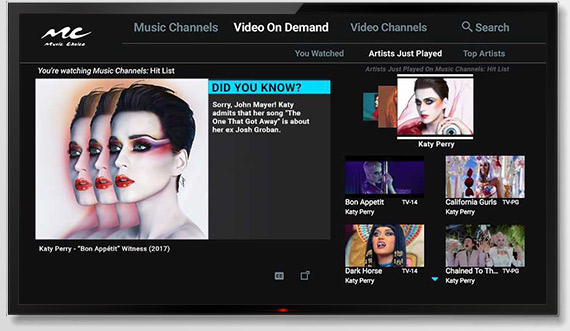 Music Channels Video On Demand Video Channels Search
MC
Music Choice
You Watched Artists Just Played Top Artists
You're watching Music Channels: Hit List
Artists Just Played On Music Channels: Hit List
DID YOU KNOW?
Sorry, John Mayer! Katy
admits that her song "The
One That Got Away" is about
her ex Josh Groban.
Katy Perry - "Bon Appétit" Witness (2017)
Katy Perry
Bon Appetit TV-14
Katy Perry
California Gurls TV-PG
Katy Perry
Dark Horse TV-14
Katy Perry
Chained To Th... TV-PG
Katy Perry
CC